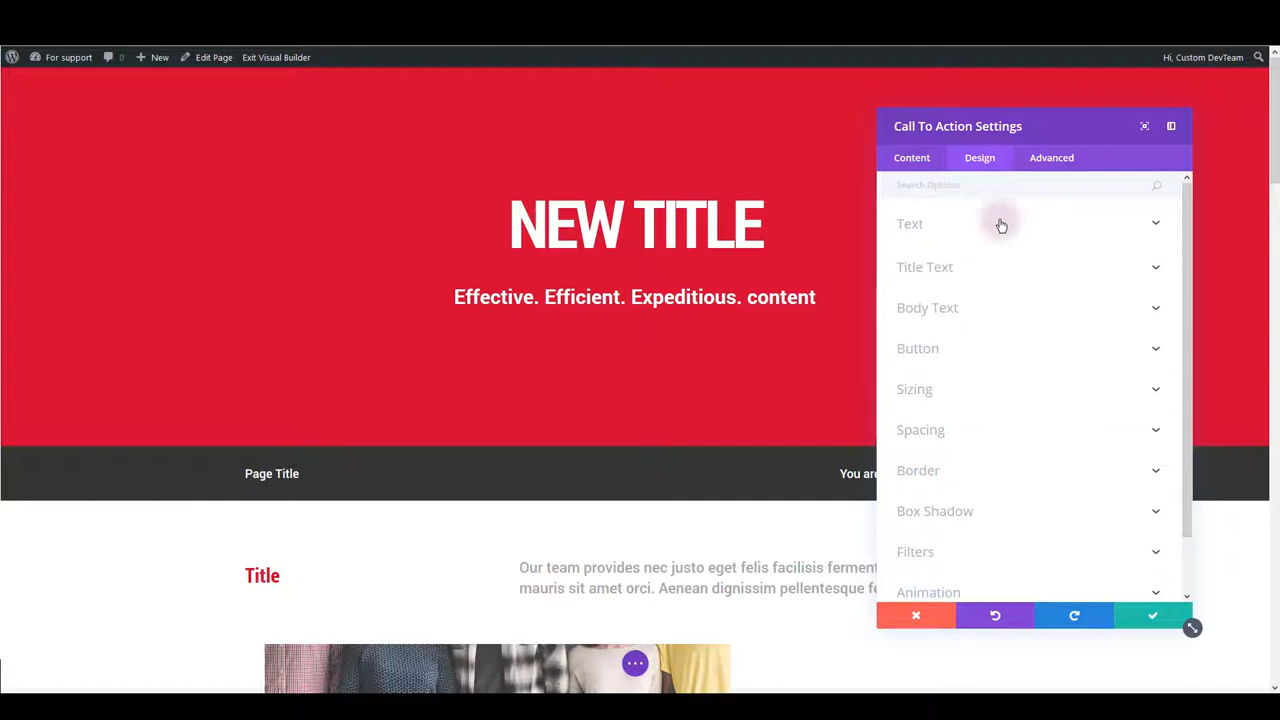 For support
0
New
Edit Page
Exit Visual Builder
Hi, Custom DevTeam
NEW TITLE
Effective. Efficient. Expeditious. content
Call To Action Settings
Content
Design
Advanced
Search Options
Text
Title Text
Body Text
Button
Sizing
Spacing
Border
Box Shadow
Filters
Animation
Page Title
You are
Title
Our team provides nec justo eget felis facilisis
mauris sit amet orci. Aenean dignissim pellentesque